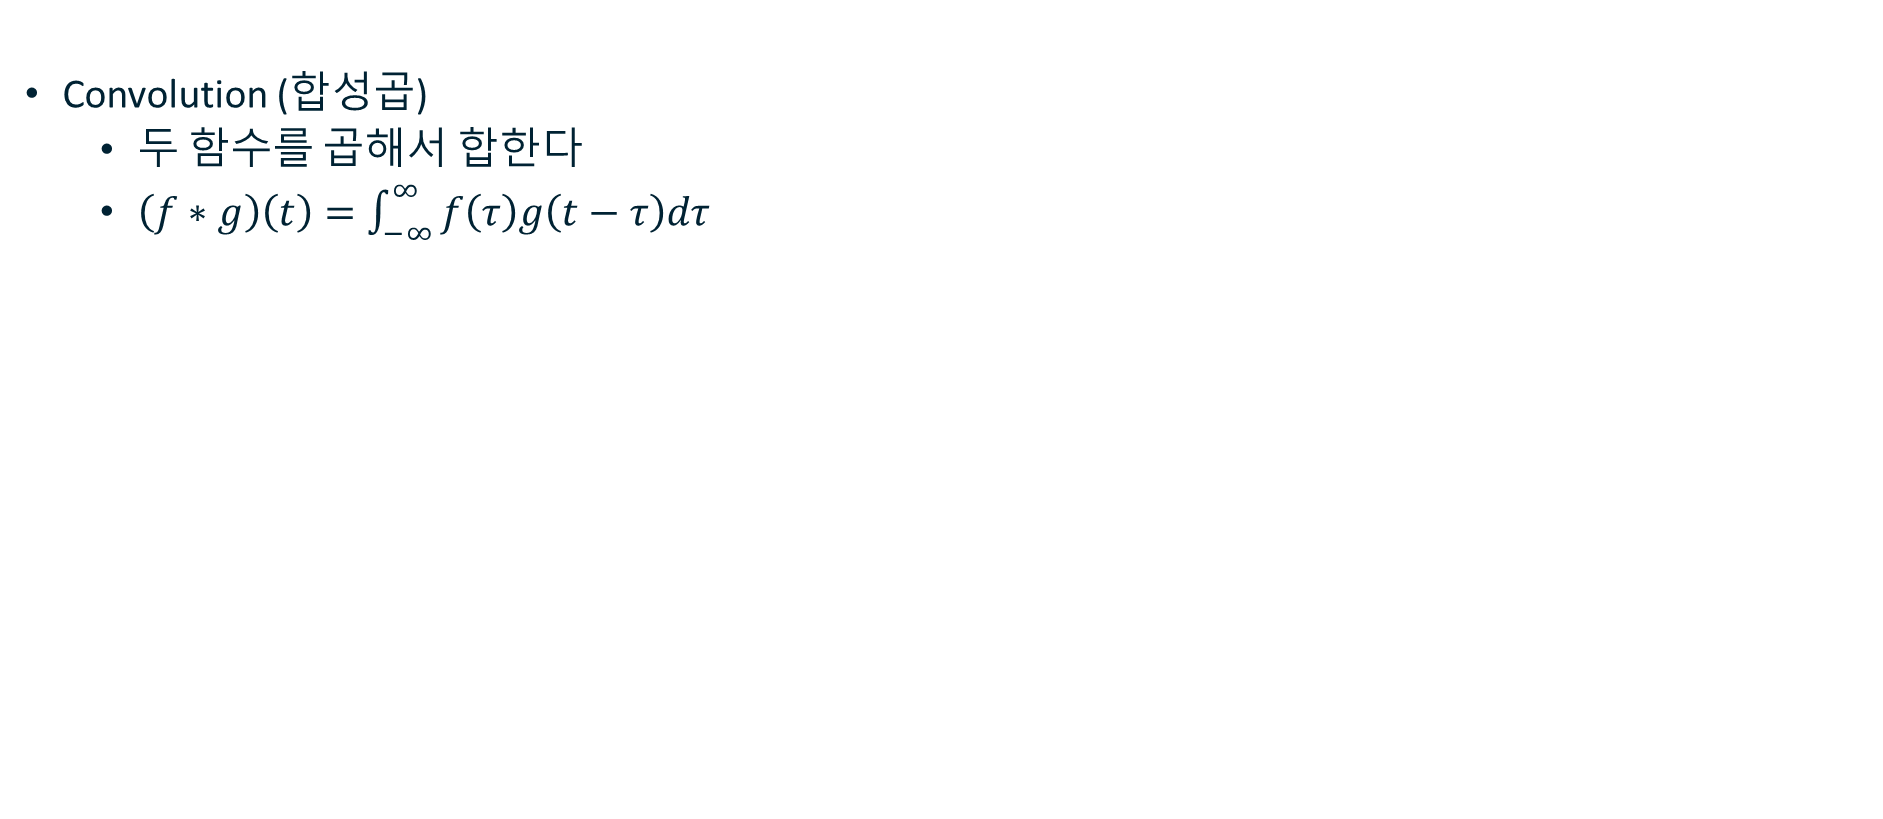 • Convolution (합성곱)
• 두 함수를 곱해서 합한다
• (f ∗ g)(t) = ∫_{−∞}^{∞} f(τ)g(t − τ)dτ